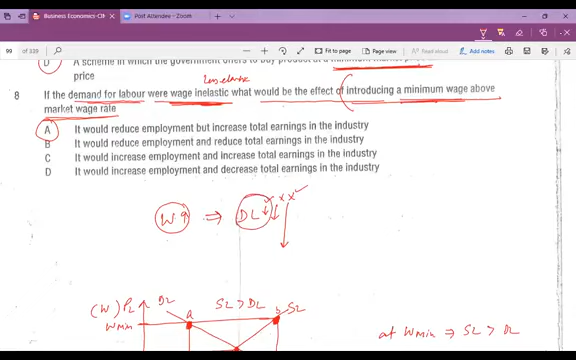 Business Economics-CN
Post Attendee - Zoom
99 of 339
Fit to page
Page view
Read aloud
Add notes
D A scheme in which the government offers to buy product at a
price
Less elastic
8 If the demand for labour were wage inelastic what would be the effect of introducing a minimum wage above
market wage rate
A It would reduce employment but increase total earnings in the industry
B It would reduce employment and reduce total earnings in the industry
C It would increase employment and increase total earnings in the industry
D It would increase employment and decrease total earnings in the industry
W↑ ⇒ DL↓ ↓ x x ✓
(W) PL DL SL > DL SL
Wmin a b
at Wmin ⇒ SL > DL